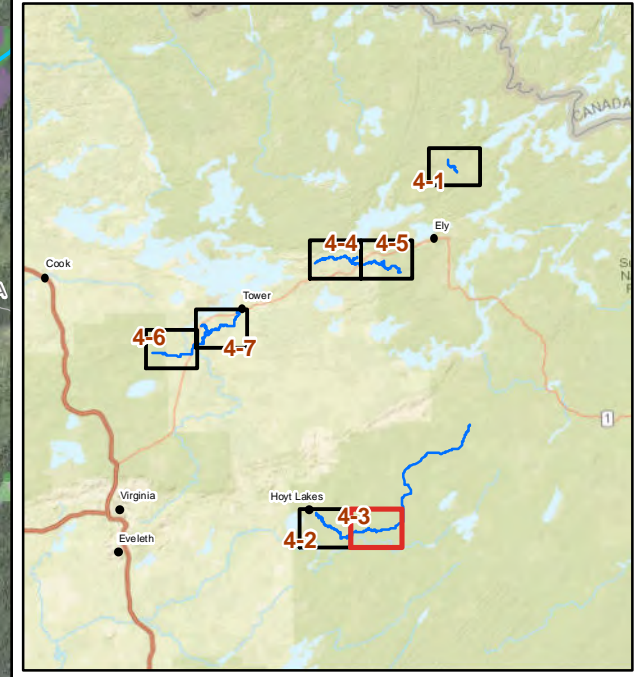 CANADA
4-1
Ely
4-4
4-5
Cook
Tower
4-6
4-7
1
Virginia
Hoyt Lakes
4-3
4-2
Eveleth